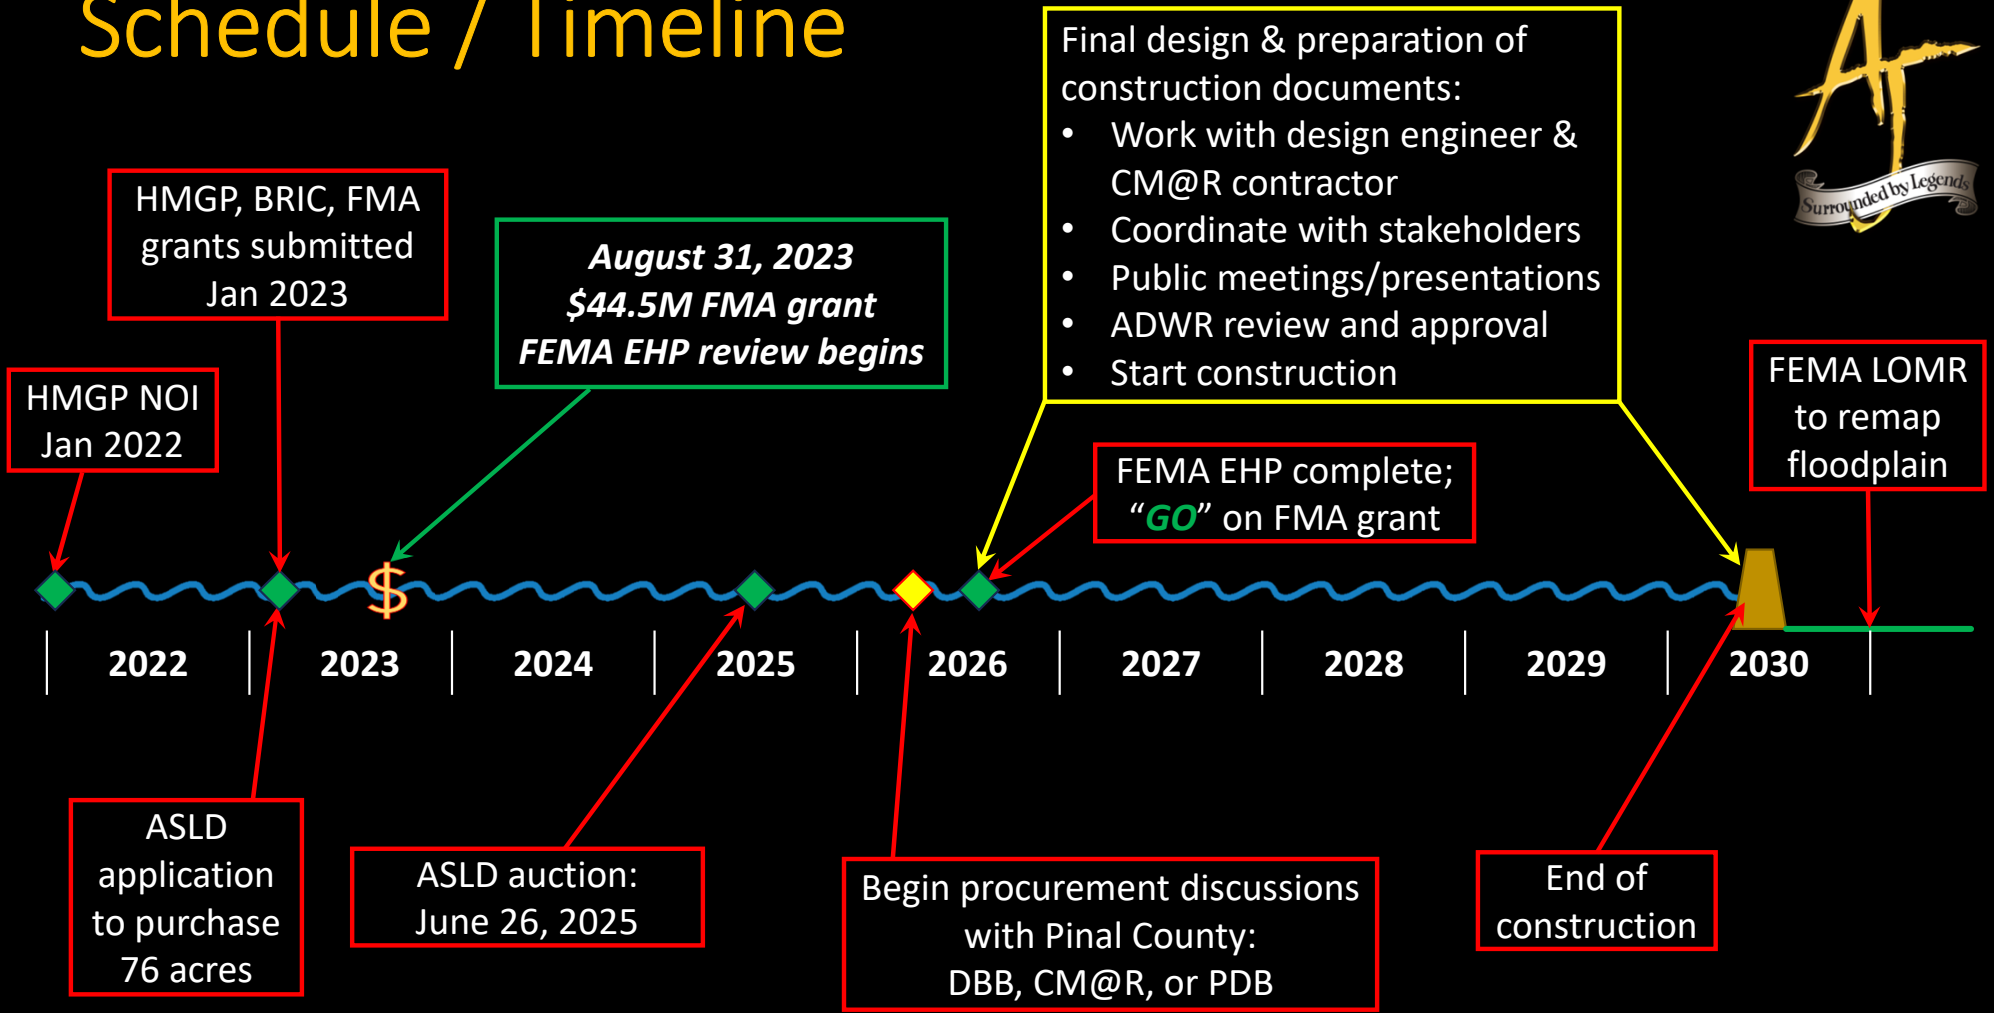 Schedule / Timeline
Final design & preparation of
construction documents:
• Work with design engineer &
CM@R contractor
• Coordinate with stakeholders
• Public meetings/presentations
• ADWR review and approval
• Start construction
AJ
Surrounded by Legends
HMGP, BRIC, FMA
grants submitted
Jan 2023
August 31, 2023
$44.5M FMA grant
FEMA EHP review begins
HMGP NOI
Jan 2022
FEMA EHP complete;
“GO” on FMA grant
FEMA LOMR
to remap
floodplain
$
2022
2023
2024
2025
2026
2027
2028
2029
2030
ASLD
application
to purchase
76 acres
ASLD auction:
June 26, 2025
Begin procurement discussions
with Pinal County:
DBB, CM@R, or PDB
End of
construction